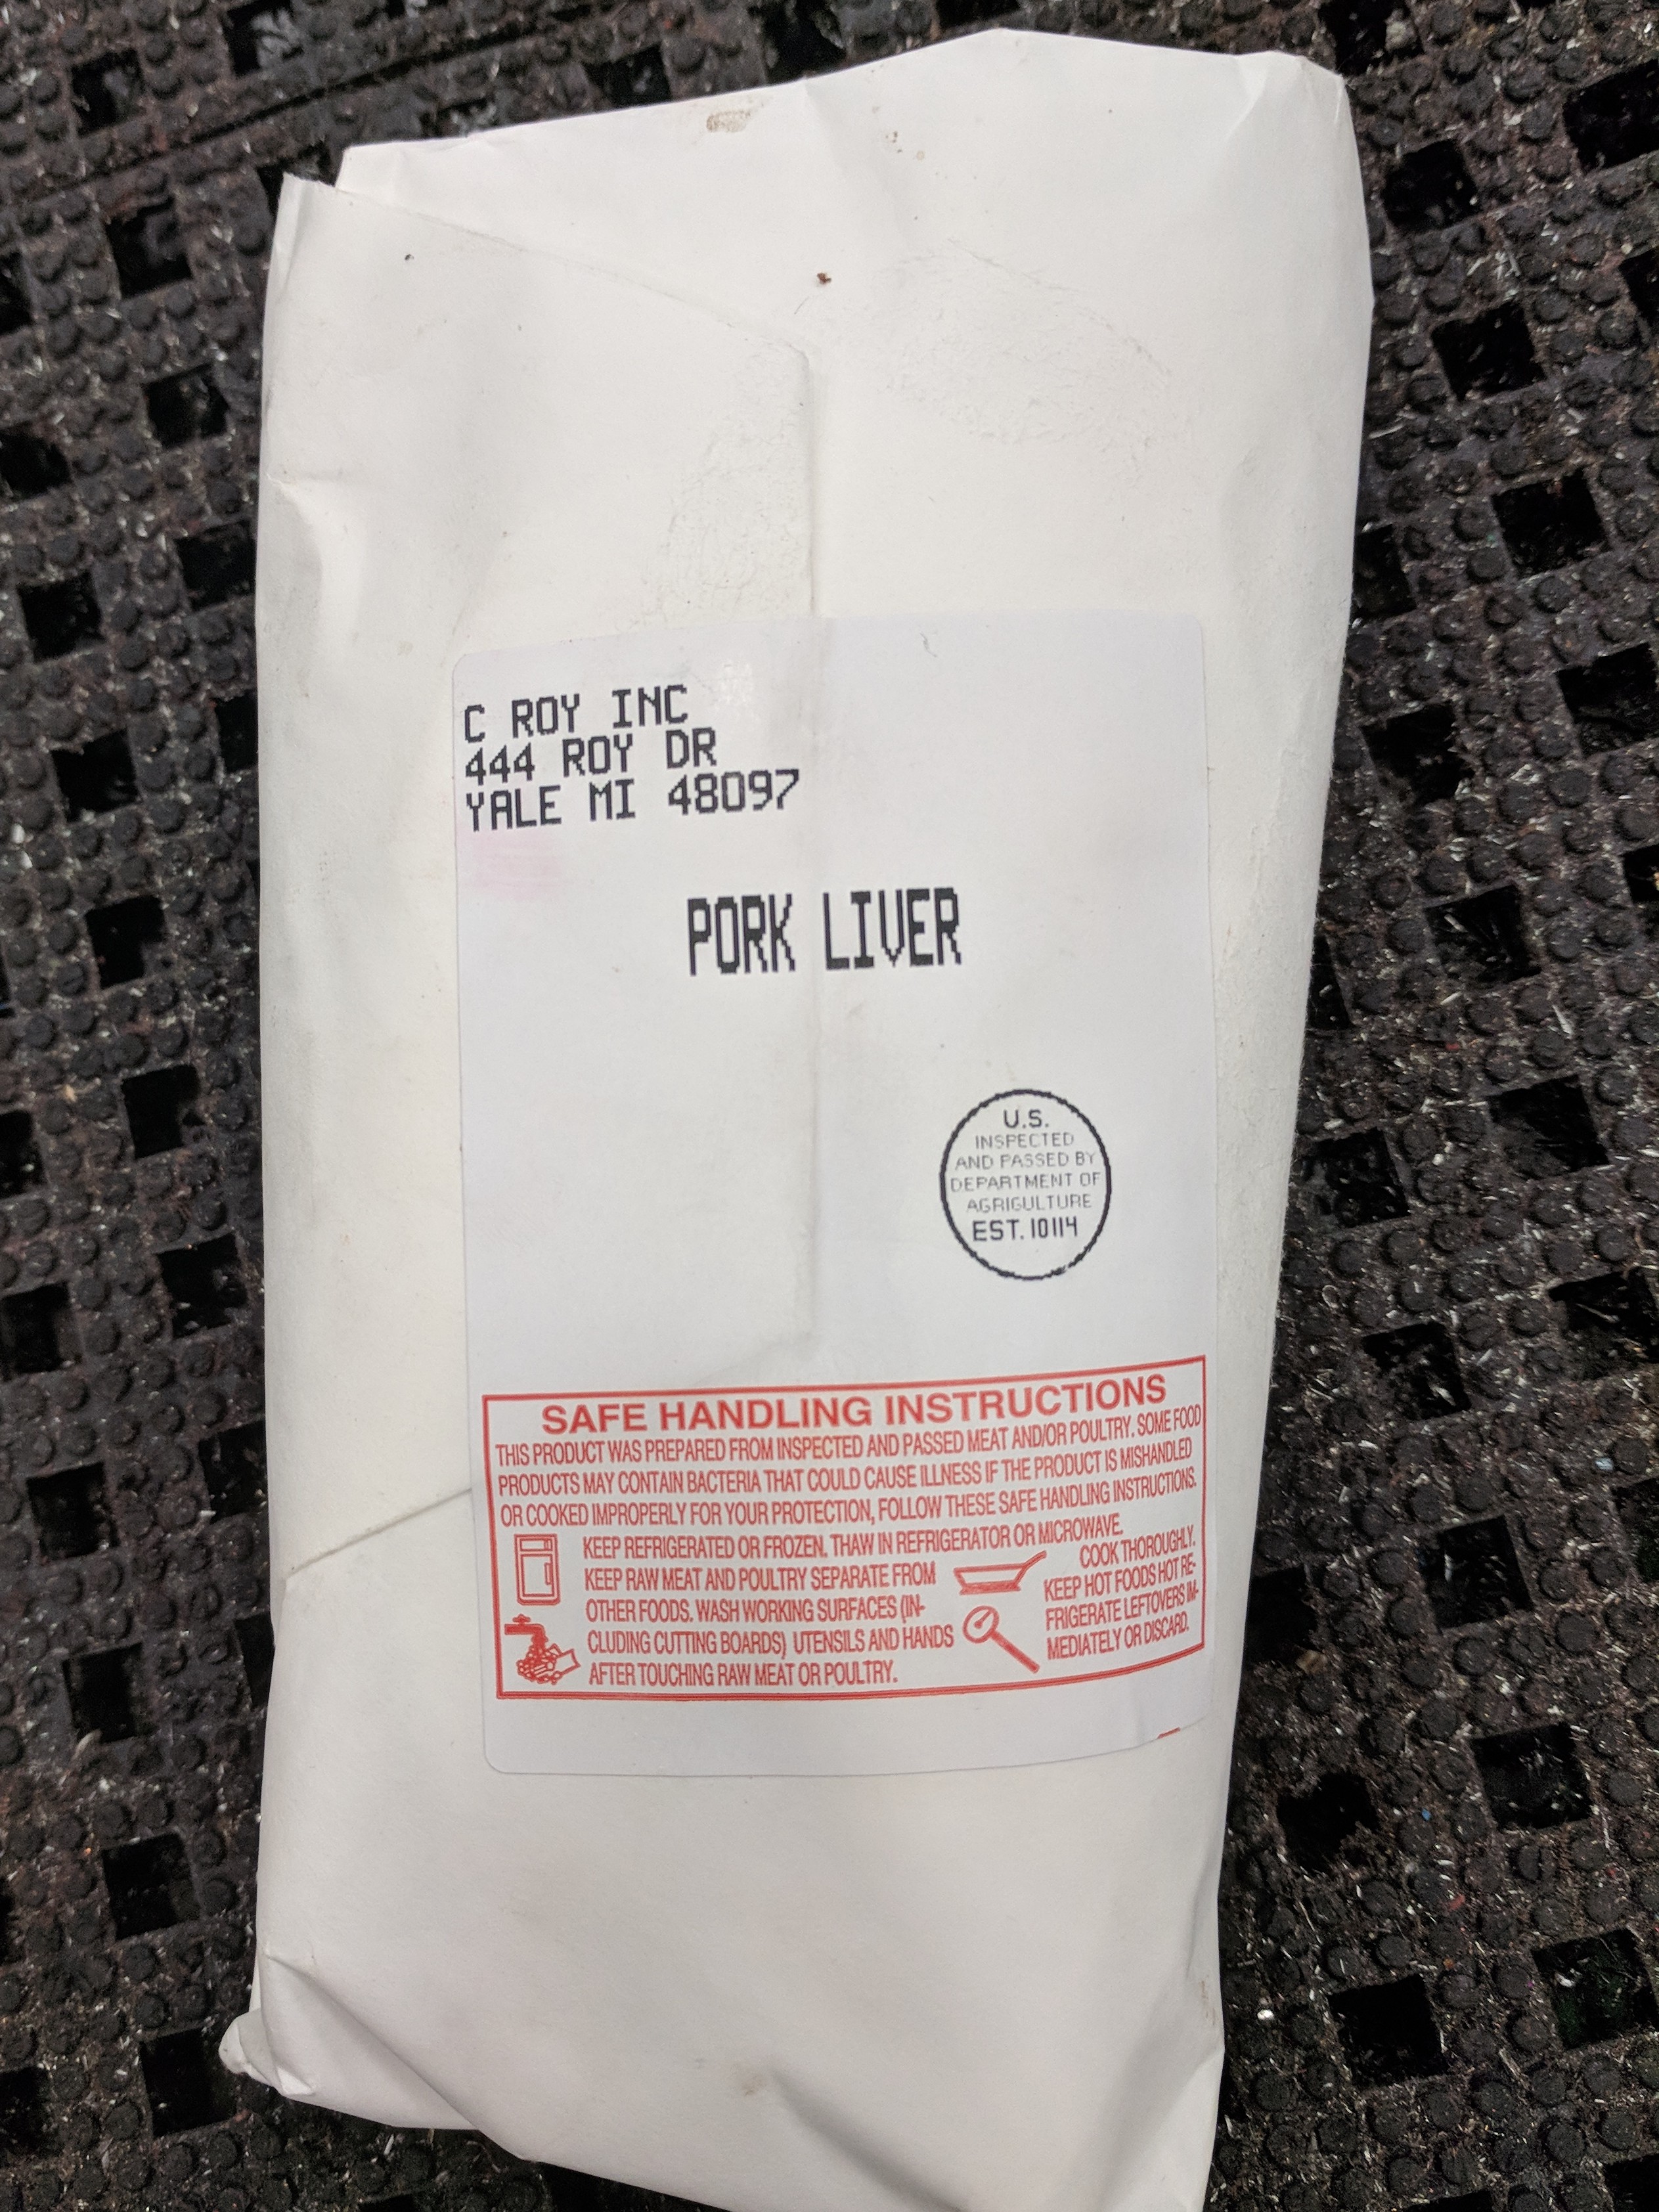 C ROY INC
444 ROY DR
YALE MI 48097
PORK LIVER
U.S.
INSPECTED
AND PASSED BY
DEPARTMENT OF
AGRICULTURE
EST. 10114
SAFE HANDLING INSTRUCTIONS
THIS PRODUCT WAS PREPARED FROM INSPECTED AND PASSED MEAT AND/OR POULTRY. SOME FOOD
PRODUCTS MAY CONTAIN BACTERIA THAT COULD CAUSE ILLNESS IF THE PRODUCT IS MISHANDLED
OR COOKED IMPROPERLY FOR YOUR PROTECTION, FOLLOW THESE SAFE HANDLING INSTRUCTIONS.
KEEP REFRIGERATED OR FROZEN. THAW IN REFRIGERATOR OR MICROWAVE.
KEEP RAW MEAT AND POULTRY SEPARATE FROM
OTHER FOODS. WASH WORKING SURFACES (IN-
CLUDING CUTTING BOARDS) UTENSILS AND HANDS
AFTER TOUCHING RAW MEAT OR POULTRY.
COOK THOROUGHLY.
KEEP HOT FOODS HOT RE-
FRIGERATE LEFTOVERS IM-
MEDIATELY OR DISCARD.